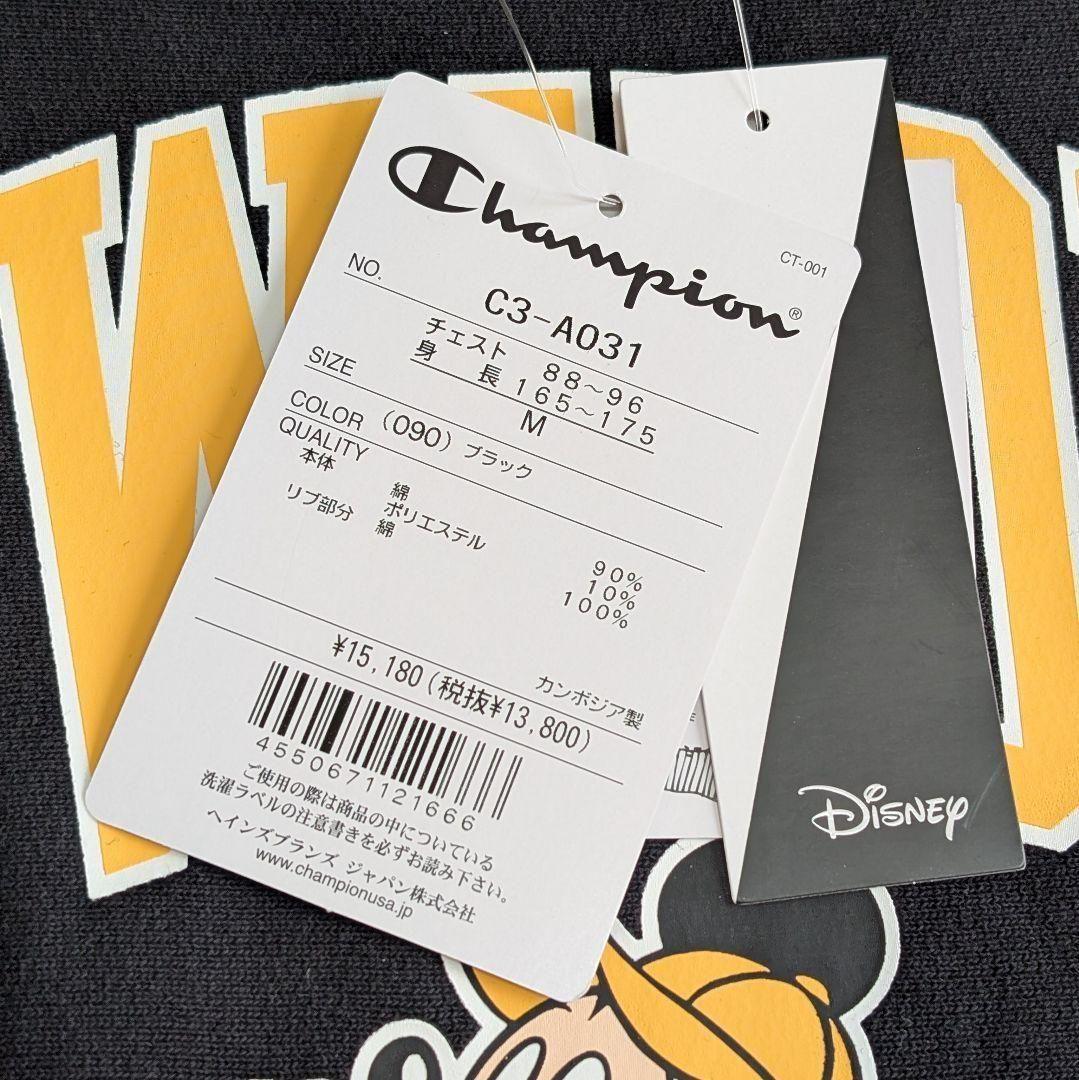 Champion®
CT-001
NO. C3-A031
チェスト 88～96
身長 165～175
SIZE M
COLOR (090) ブラック
QUALITY
本体 綿 90%
ポリエステル 10%
リブ部分 綿 100%
カンボジア製
¥15,180(税抜¥13,800)
4550671121666
ご使用の際は商品の中についている
洗濯ラベルの注意書きを必ずお読み下さい。
ヘインズブランズ ジャパン株式会社
www.championusa.jp
Disney